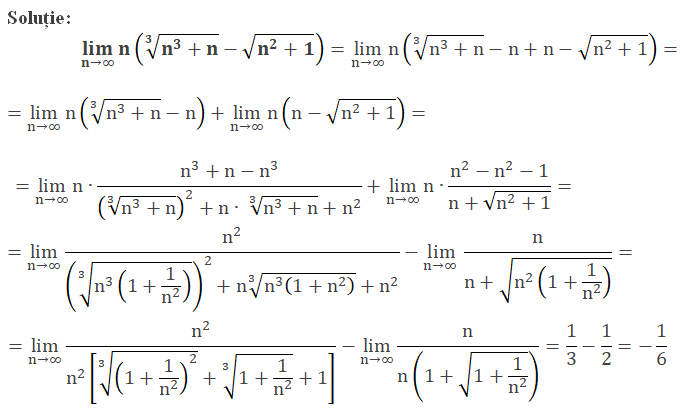 Soluție:
lim n→∞ n(∛(n³ + n) − √(n² + 1)) = lim n→∞ n(∛(n³ + n) − n + n − √(n² + 1)) =
= lim n→∞ n(∛(n³ + n) − n) + lim n→∞ n(n − √(n² + 1)) =
= lim n→∞ n · (n³ + n − n³)/((∛(n³ + n))² + n · ∛(n³ + n) + n²) + lim n→∞ n · (n² − n² − 1)/(n + √(n² + 1)) =
= lim n→∞ n²/((∛(n³(1 + 1/n²)))² + n∛(n³(1 + n²)) + n²) − lim n→∞ n/(n + √(n²(1 + 1/n²))) =
= lim n→∞ n²/(n²[∛((1 + 1/n²)²) + ∛(1 + 1/n²) + 1]) − lim n→∞ n/(n(1 + √(1 + 1/n²))) = 1/3 − 1/2 = −1/6